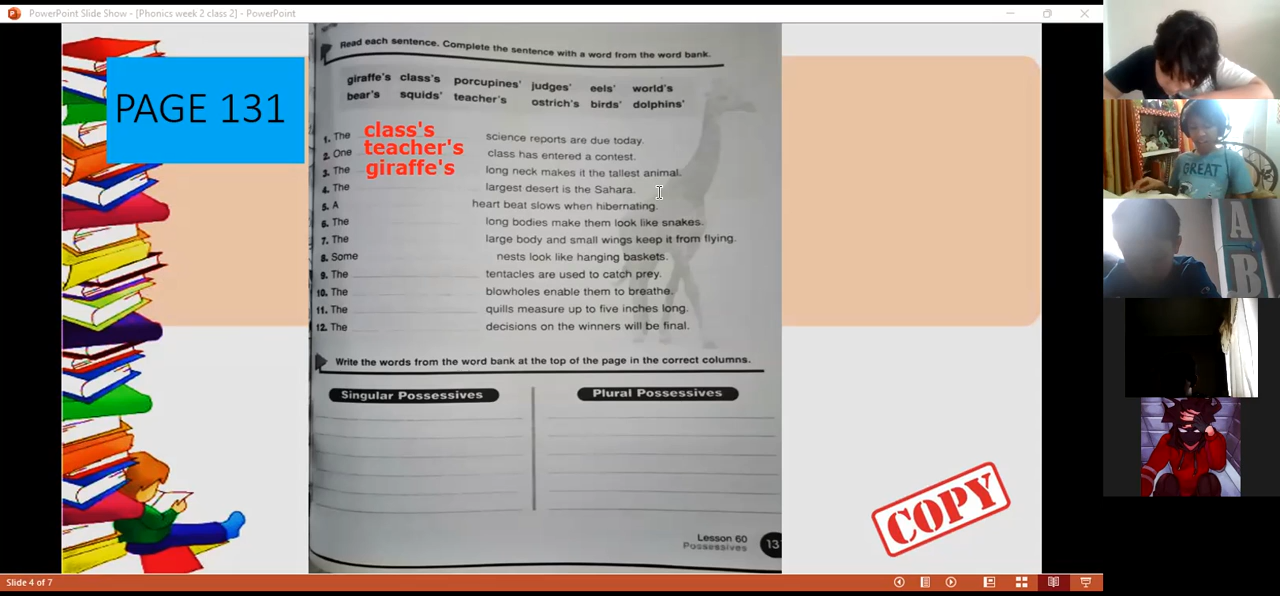 PowerPoint Slide Show - [Phonics week 2 class 2] - PowerPoint
PAGE 131
Read each sentence. Complete the sentence with a word from the word bank.
giraffe's class's porcupines' judges' eels' world's
bear's squids' teacher's ostrich's birds' dolphins'
1. The class's science reports are due today.
2. One teacher's class has entered a contest.
3. The giraffe's long neck makes it the tallest animal.
4. The largest desert is the Sahara.
5. A heart beat slows when hibernating.
6. The long bodies make them look like snakes.
7. The large body and small wings keep it from flying.
8. Some nests look like hanging baskets.
9. The tentacles are used to catch prey.
10. The blowholes enable them to breathe.
11. The quills measure up to five inches long.
12. The decisions on the winners will be final.
Write the words from the word bank at the top of the page in the correct columns.
Singular Possessives Plural Possessives
Lesson 60
Possessives
131
COPY
GREAT
A
B
Slide 4 of 7